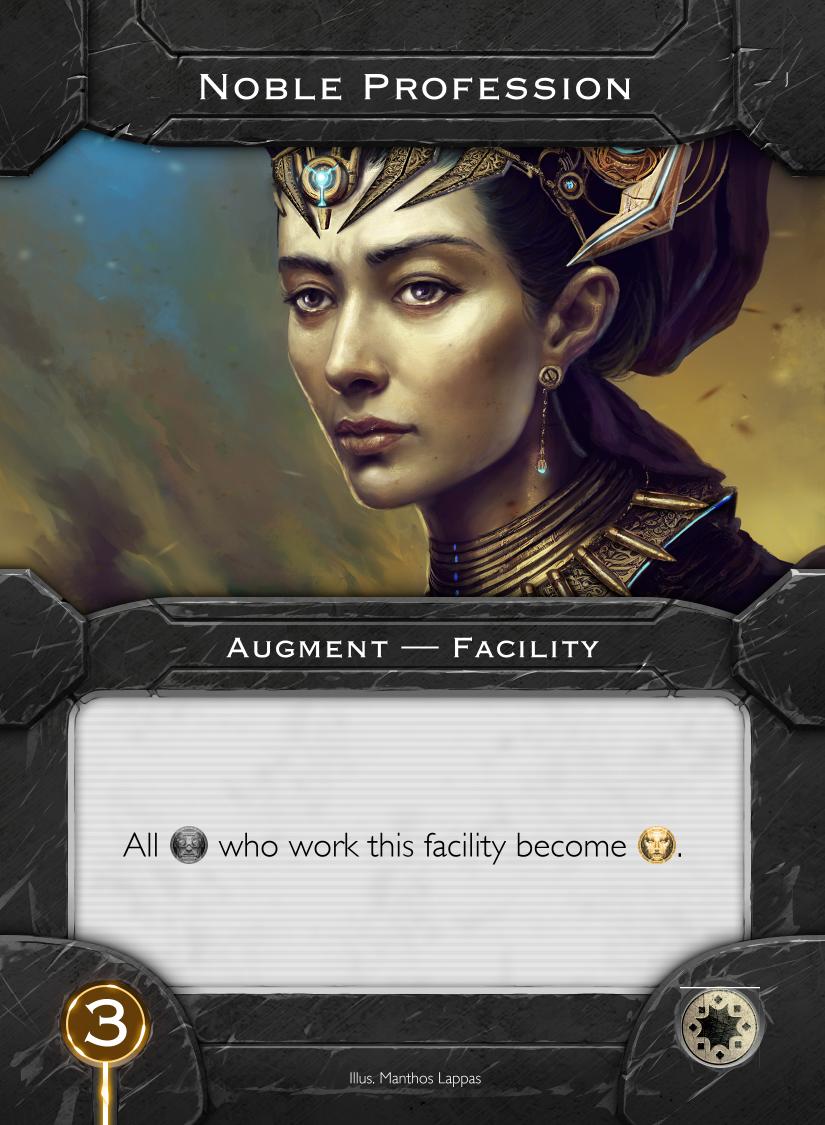 Noble Profession
Augment — Facility
All who work this facility become .
3
Illus. Manthos Lappas